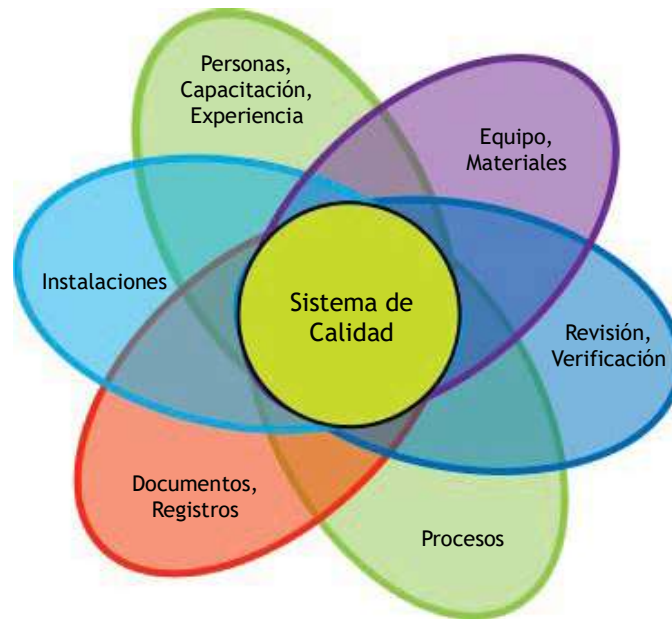 Personas,
Capacitación,
Experiencia
Equipo,
Materiales
Instalaciones
Sistema de
Calidad
Revisión,
Verificación
Documentos,
Registros
Procesos